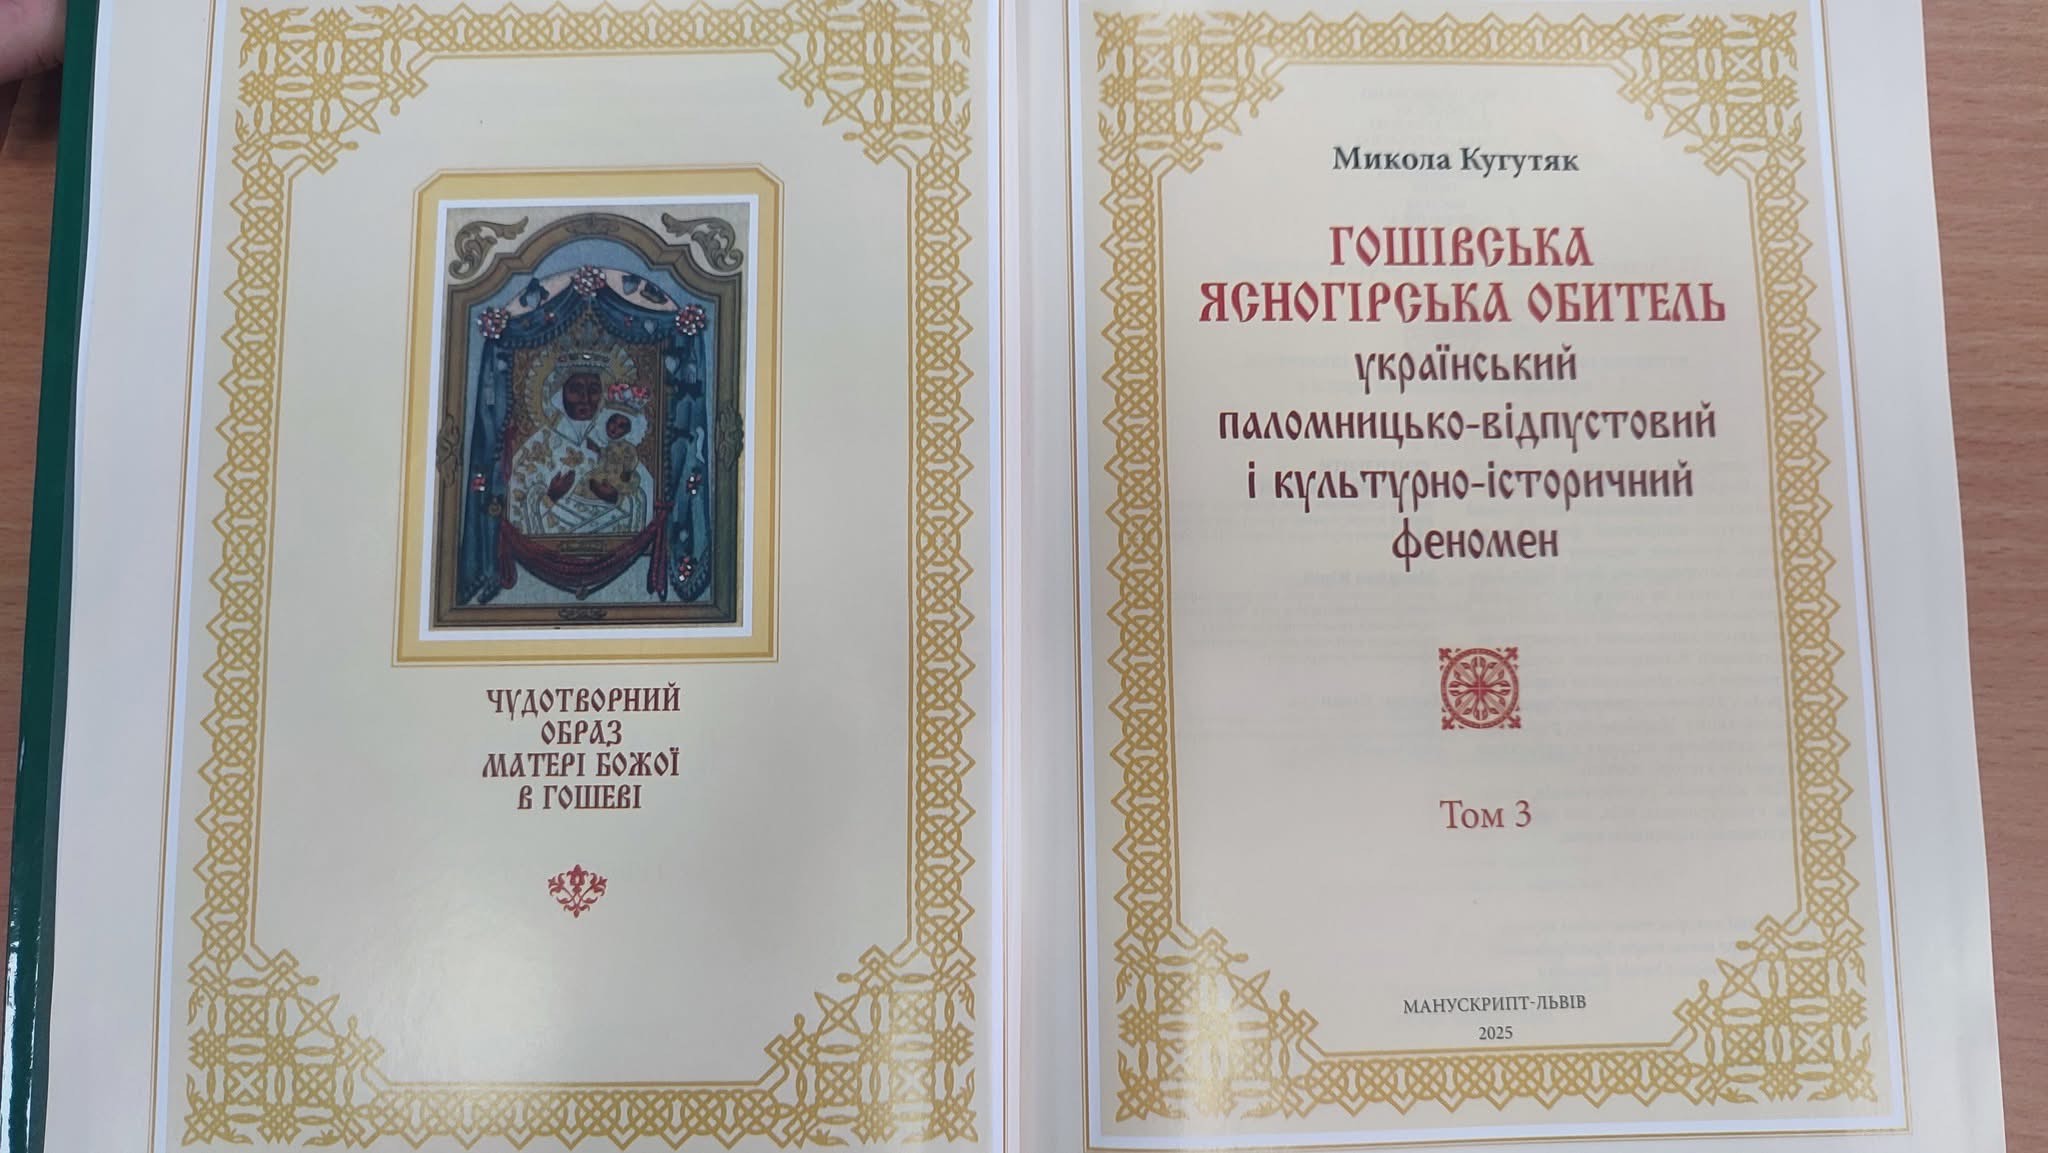 ЧУДОТВОРНИЙ
ОБРАЗ
МАТЕРІ БОЖОЇ
В ГОШЕВІ
Микола Кугутяк
ГОШІВСЬКА
ЯСНОГІРСЬКА ОБИТЕЛЬ
український
паломницько-відпустовий
і культурно-історичний
феномен
Том 3
МАНУСКРИПТ-ЛЬВІВ
2025